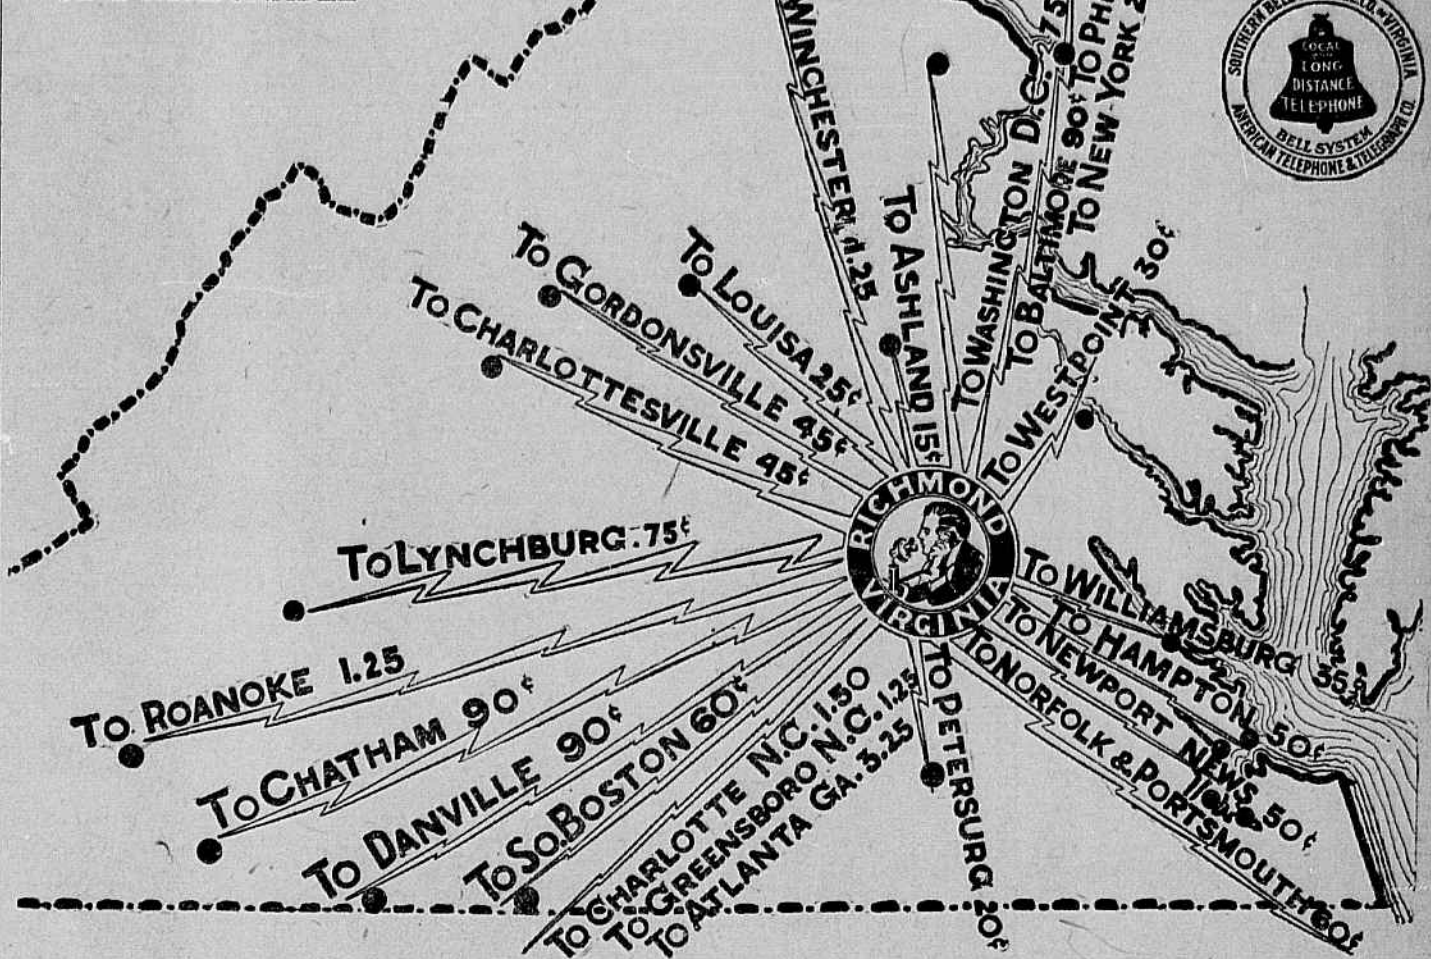 SOUTHERN BELL
CO. OF VIRGINIA
LOCAL
LONG
DISTANCE
TELEPHONE
BELL SYSTEM
AMERICAN TELEPHONE & TELEGRAPH CO.
WINCHESTER 1.25
TO ASHLAND 15¢
TO WASHINGTON D.C. 75
TO BALTIMORE 90¢
TO NEW YORK
TO WESTPOINT 30¢
TO LOUISA 25¢
TO GORDONSVILLE 45¢
TO CHARLOTTESVILLE 45¢
TO LYNCHBURG. 75¢
TO ROANOKE 1.25
TO CHATHAM 90¢
TO DANVILLE 90¢
TO SO. BOSTON 60¢
TO CHARLOTTE N.C. 1.50
TO GREENSBORO N.C. 1.25
TO ATLANTA GA. 3.25
TO PETERSBURG 20¢
TO NORFOLK & PORTSMOUTH 60¢
TO NEWPORT NEWS 50¢
TO HAMPTON 50¢
TO WILLIAMSBURG 35¢
RICHMOND
VIRGINIA